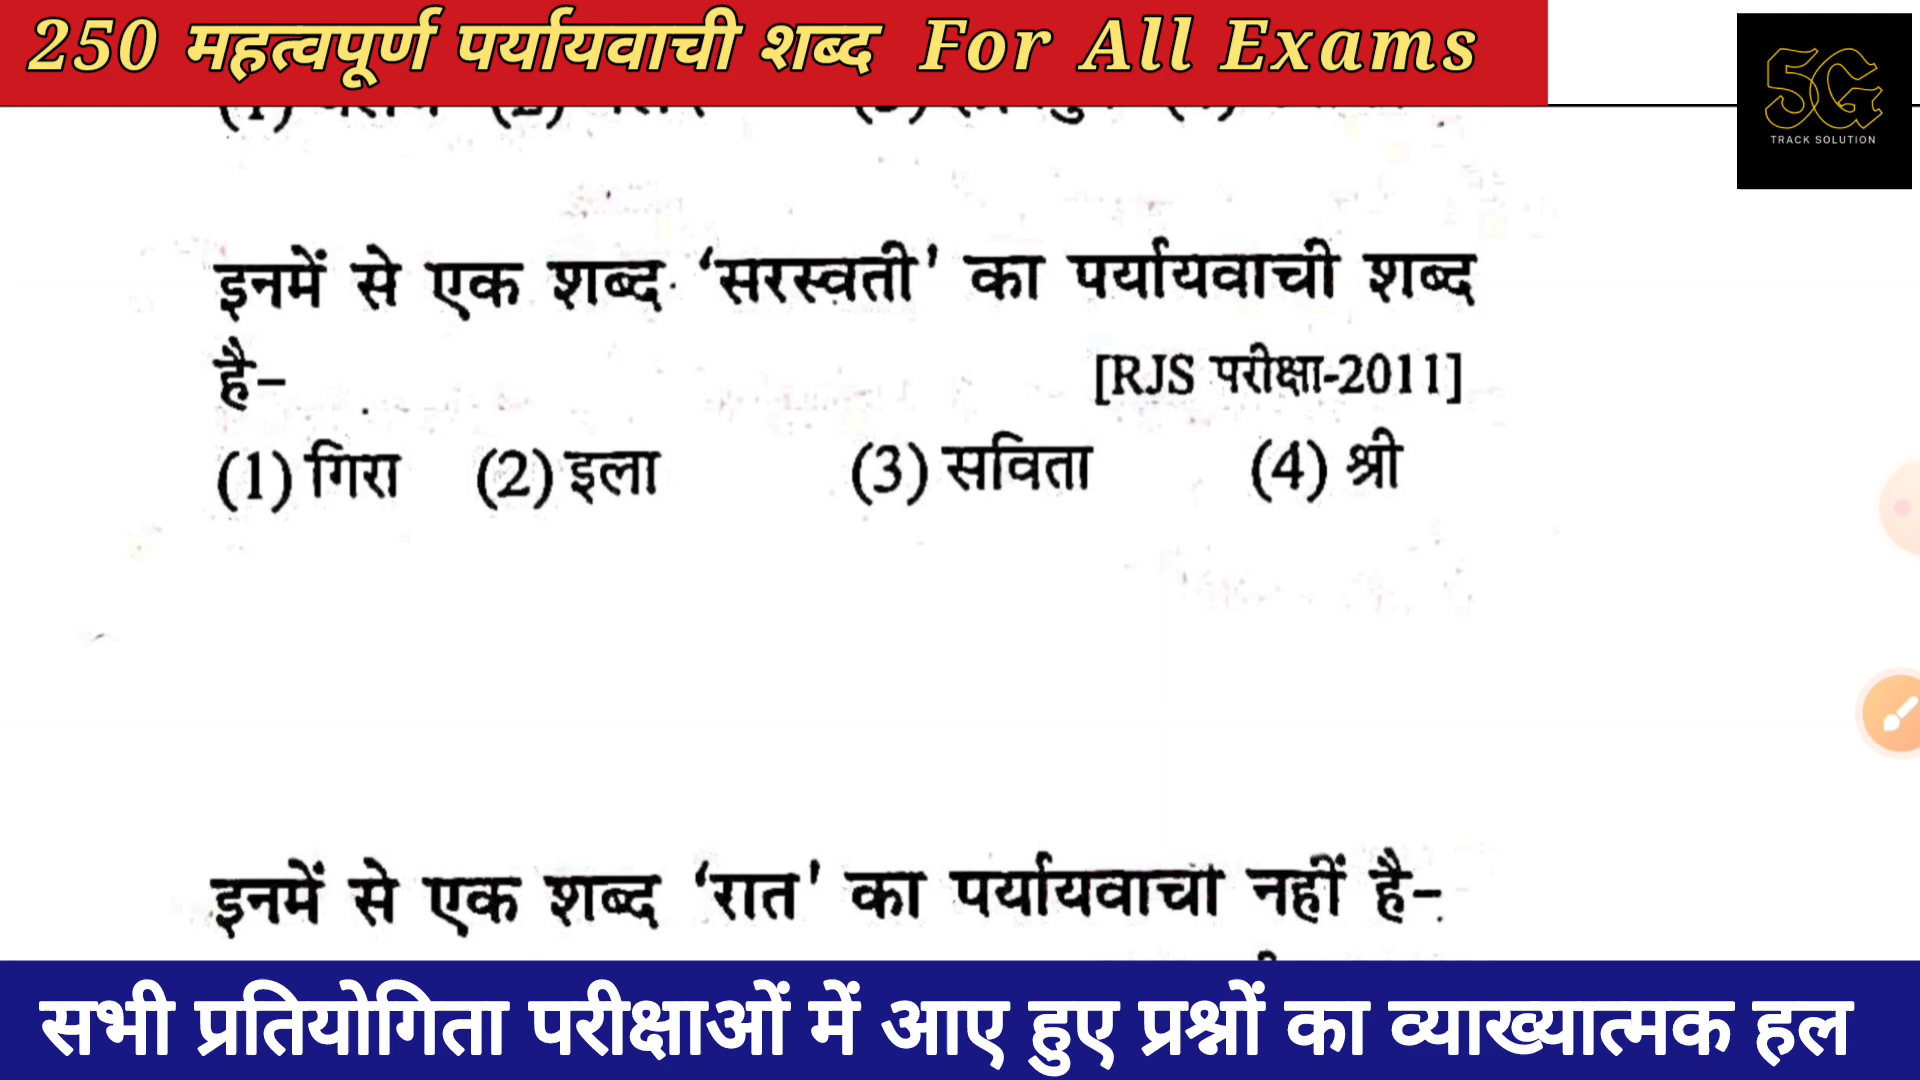 250 महत्वपूर्ण पर्यायवाची शब्द For All Exams
5G
TRACK SOLUTION
इनमें से एक शब्द 'सरस्वती' का पर्यायवाची शब्द
है- [RJS परीक्षा-2011]
(1) गिरा (2) इला (3) सविता (4) श्री
इनमें से एक शब्द 'रात' का पर्यायवाची नहीं है-
सभी प्रतियोगिता परीक्षाओं में आए हुए प्रश्नों का व्याख्यात्मक हल